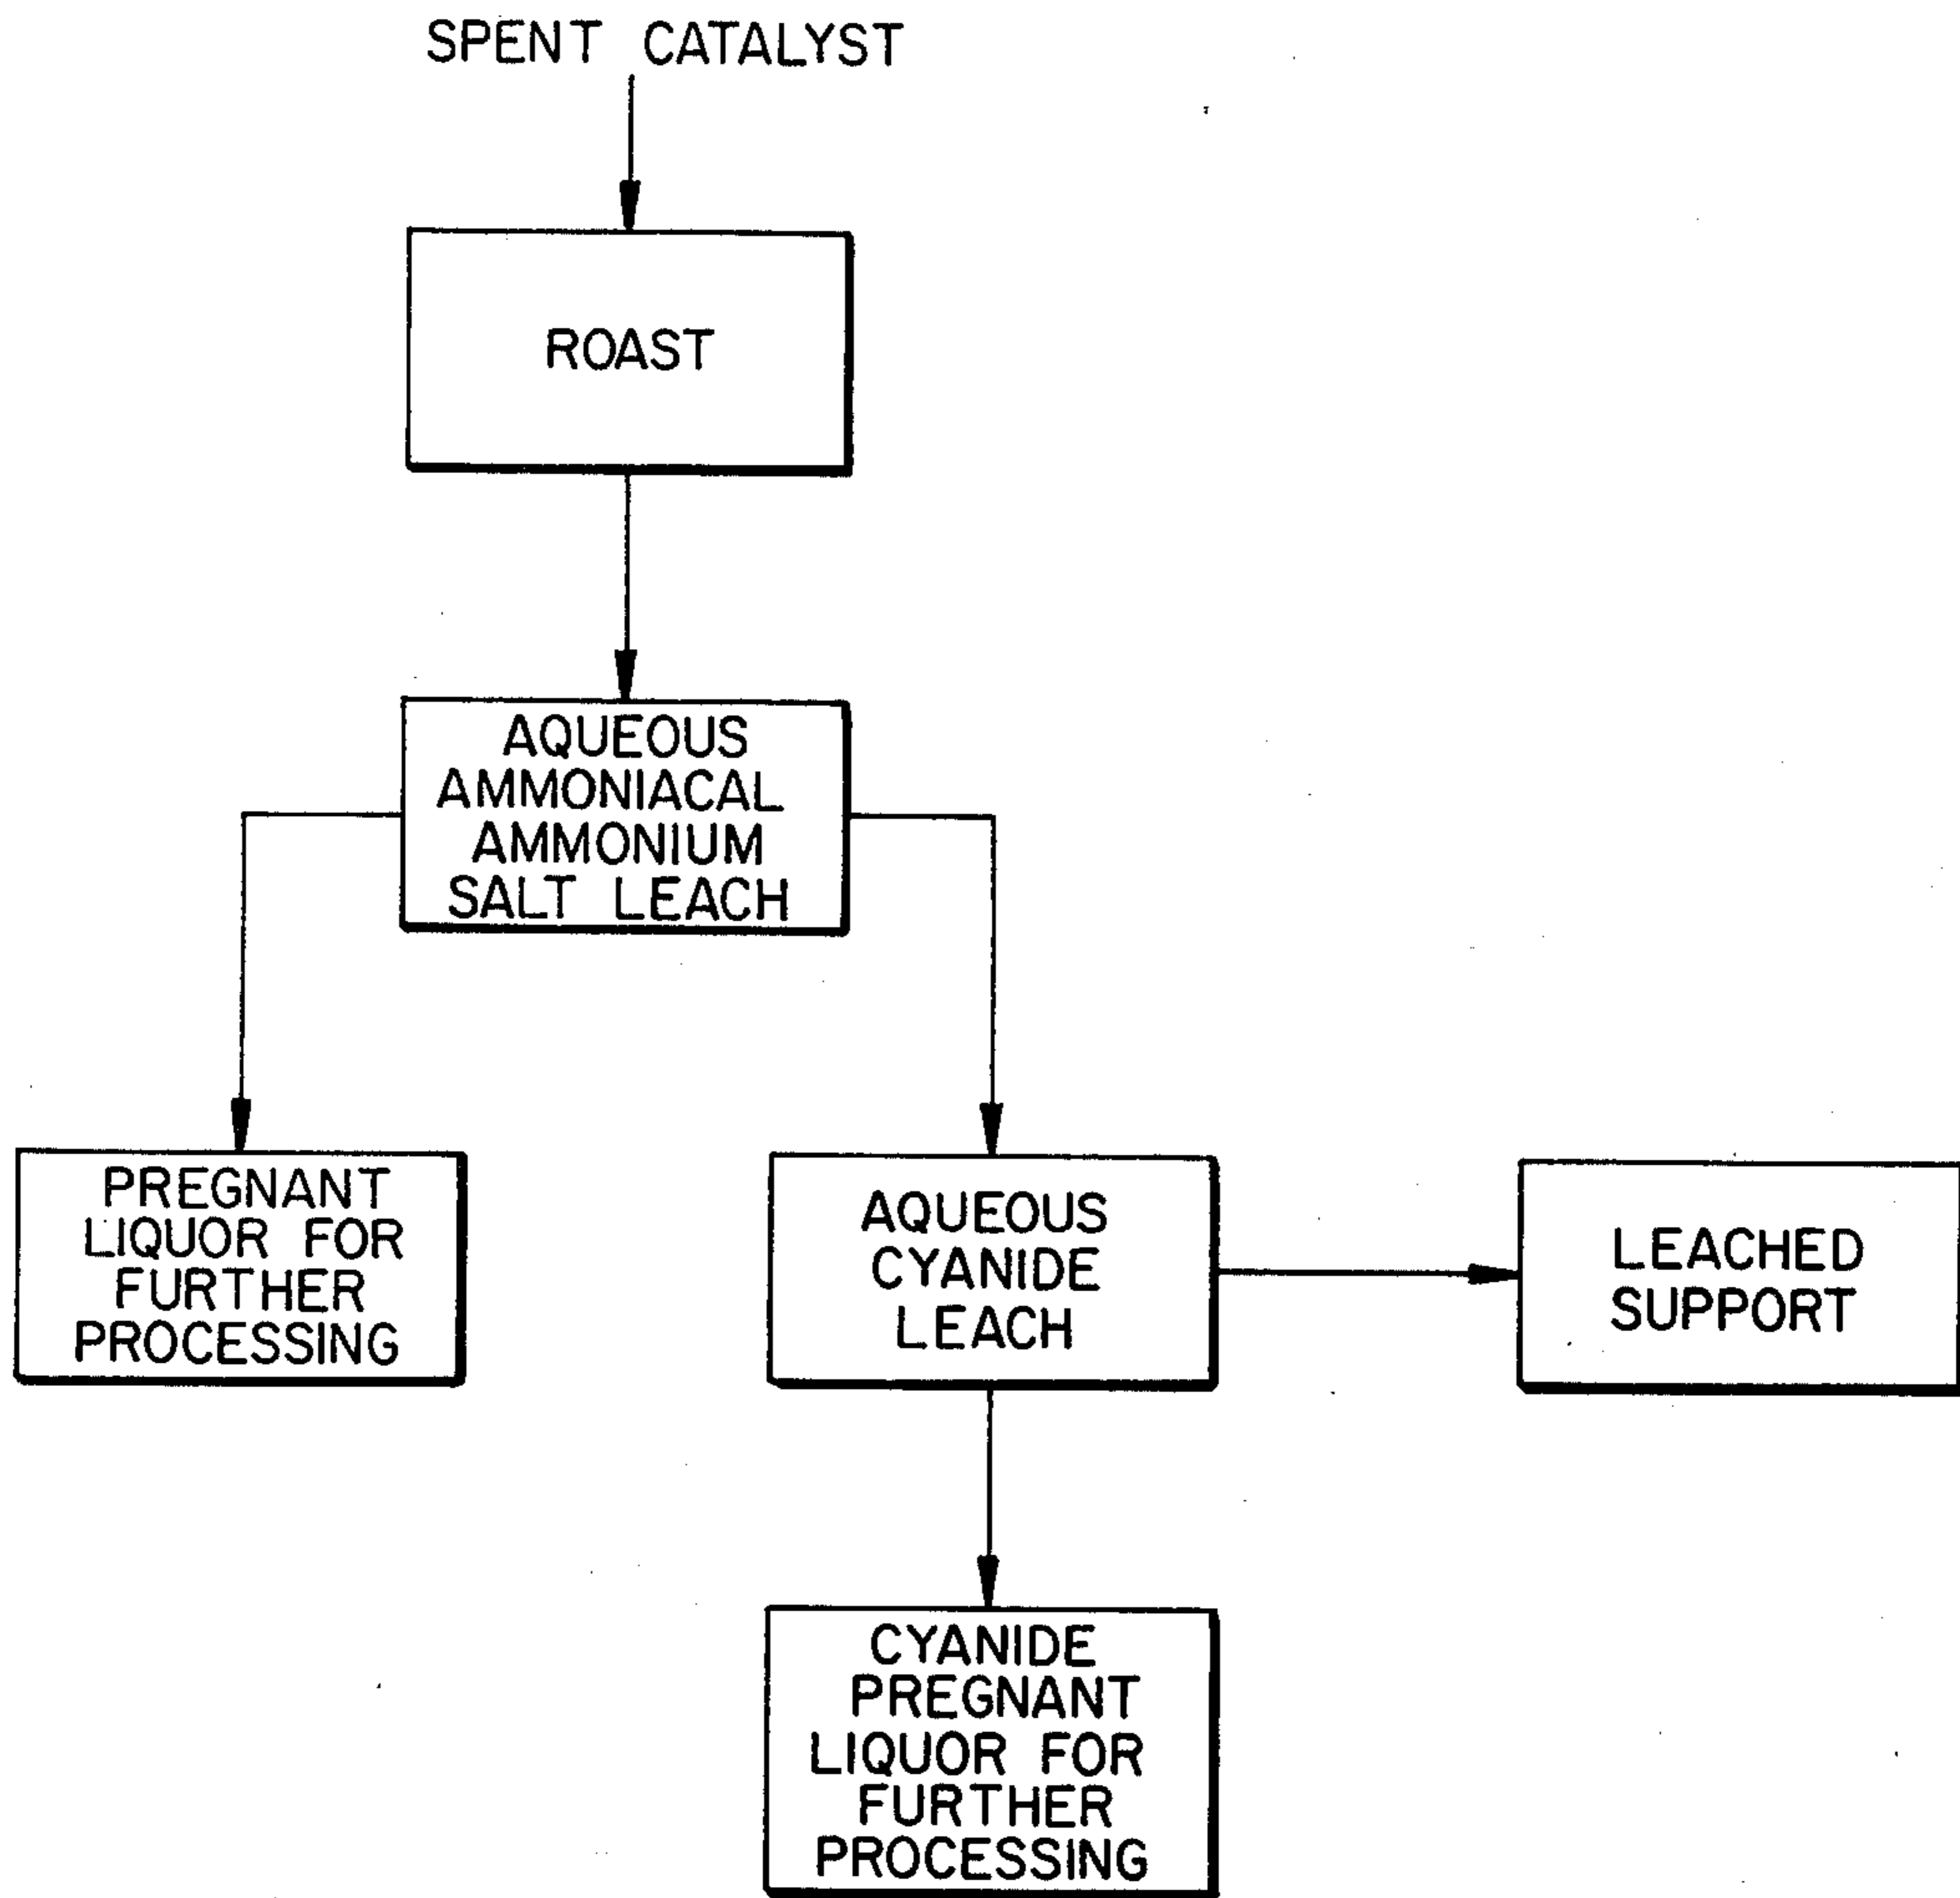 SPENT CATALYST
ROAST
AQUEOUS
AMMONIACAL
AMMONIUM
SALT LEACH
PREGNANT
LIQUOR FOR
FURTHER
PROCESSING
AQUEOUS
CYANIDE
LEACH
LEACHED
SUPPORT
CYANIDE
PREGNANT
LIQUOR FOR
FURTHER
PROCESSING